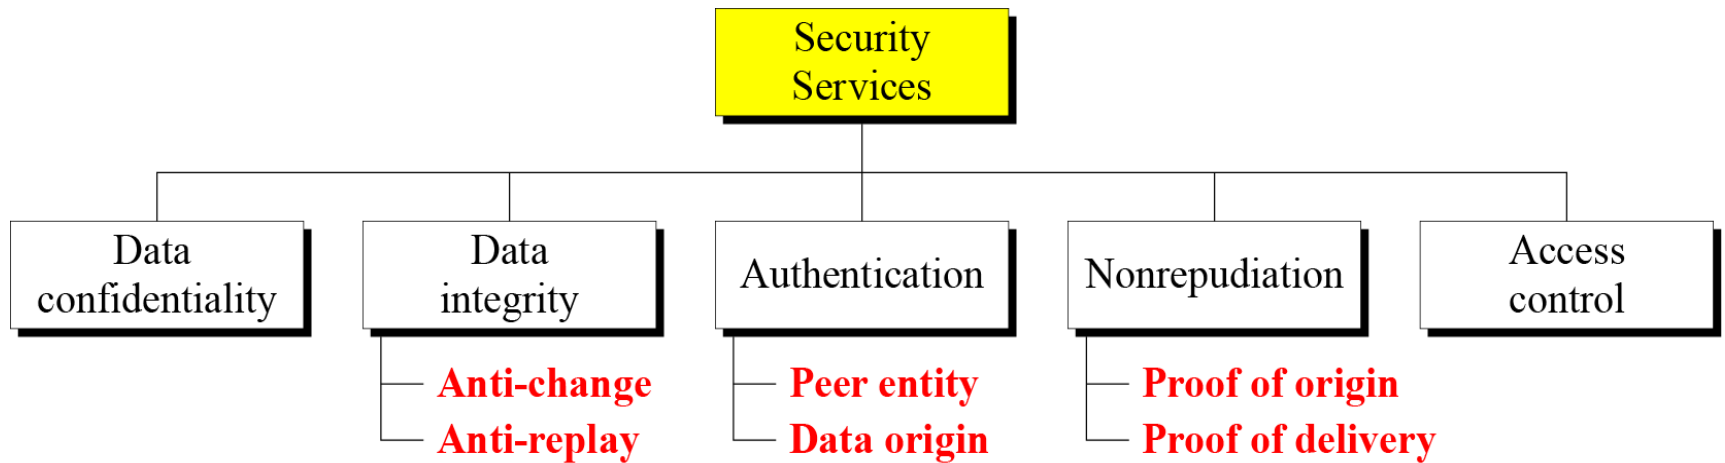 Security
Services
Data
confidentiality
Data
integrity
Authentication
Nonrepudiation
Access
control
Anti-change
Anti-replay
Peer entity
Data origin
Proof of origin
Proof of delivery